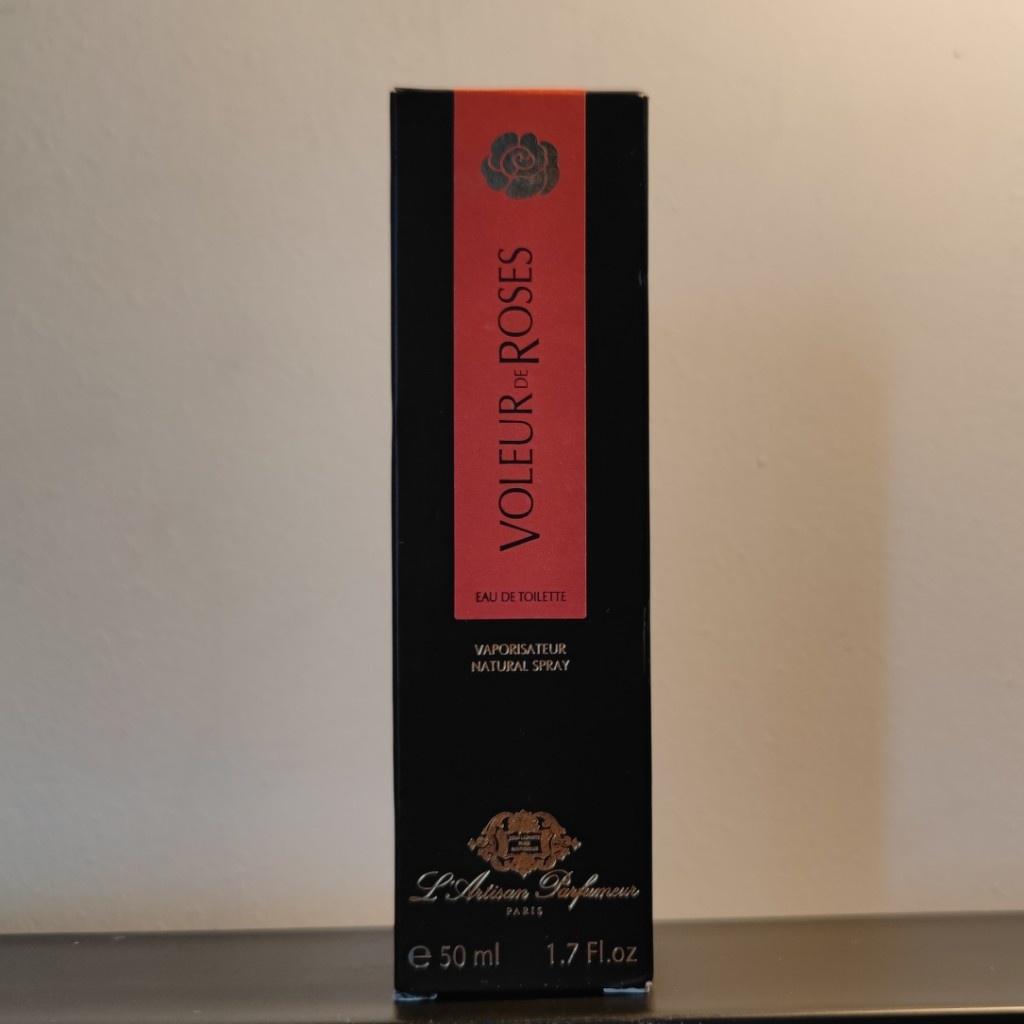 VOLEUR DE ROSES
EAU DE TOILETTE
VAPORISATEUR
NATURAL SPRAY
L'Artisan Parfumeur
PARIS
℮ 50 ml 1.7 Fl.oz